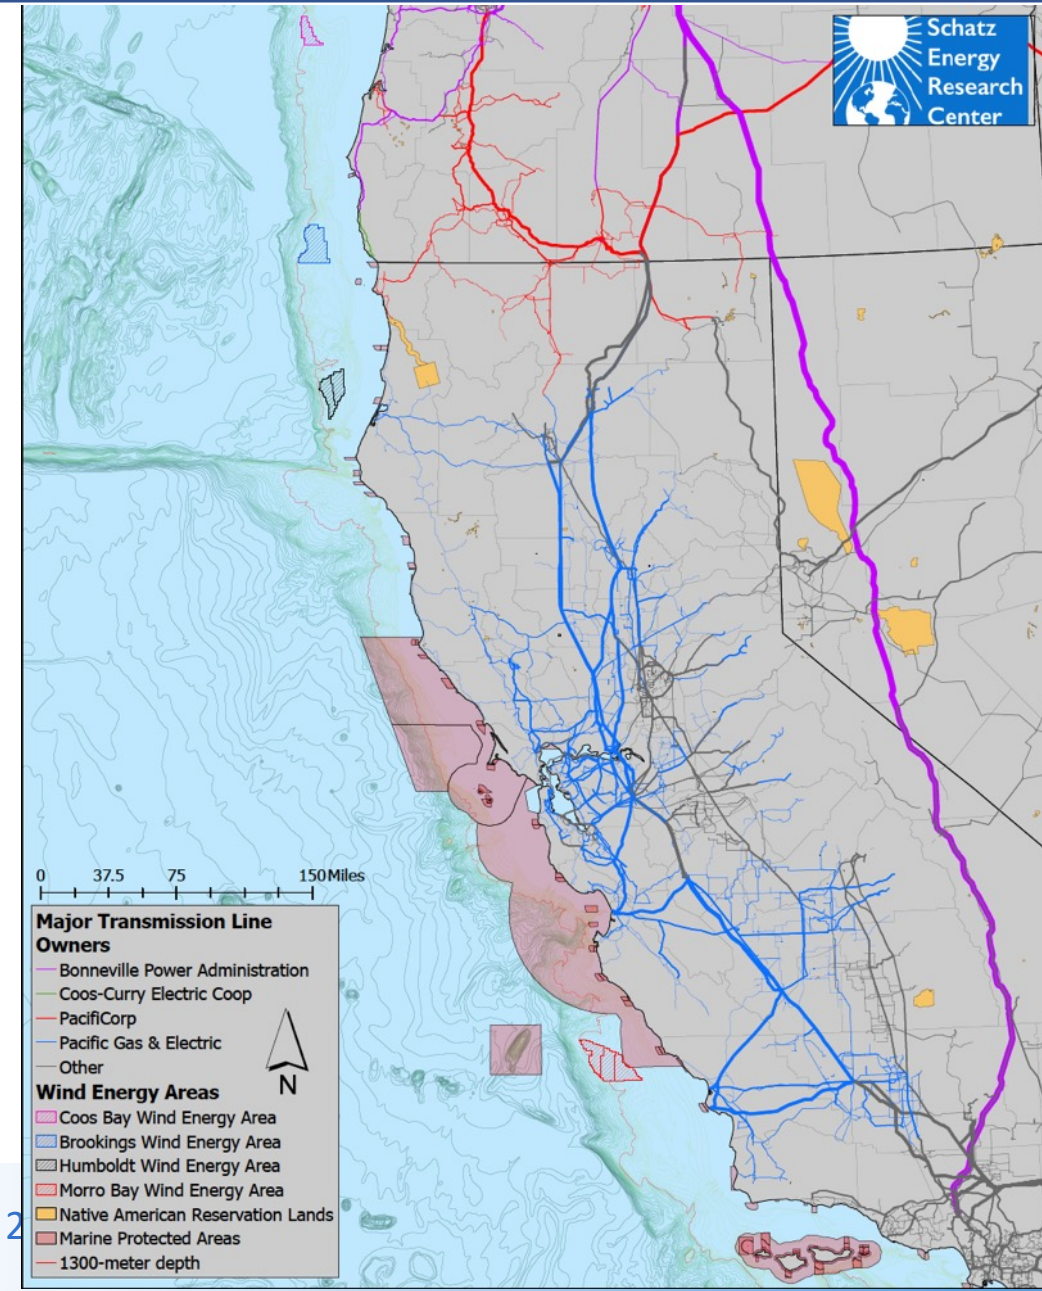 Schatz
Energy
Research
Center
0 37.5 75 150 Miles
Major Transmission Line
Owners
Bonneville Power Administration
Coos-Curry Electric Coop
PacifiCorp
Pacific Gas & Electric
Other
N
Wind Energy Areas
Coos Bay Wind Energy Area
Brookings Wind Energy Area
Humboldt Wind Energy Area
Morro Bay Wind Energy Area
Native American Reservation Lands
Marine Protected Areas
1300-meter depth
2